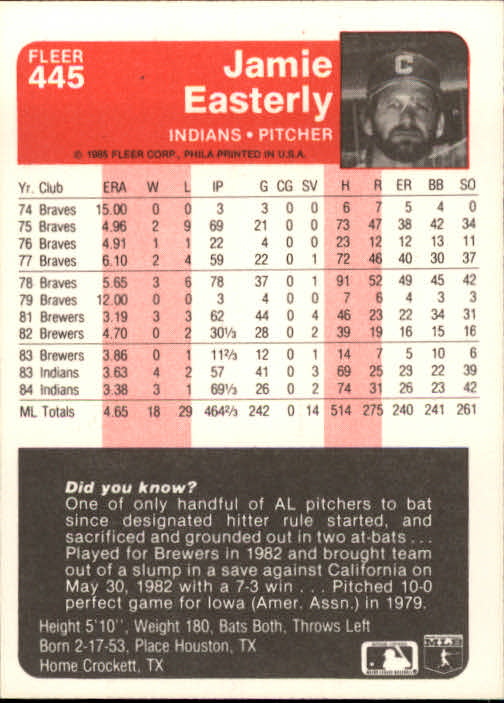 FLEER
445
Jamie
Easterly
INDIANS • PITCHER
© 1985 FLEER CORP., PHILA PRINTED IN U.S.A.
C
Yr. Club ERA W L IP G CG SV H R ER BB SO
74 Braves 15.00 0 0 3 3 0 0 6 7 5 4 0
75 Braves 4.96 2 9 69 21 0 0 73 47 38 42 34
76 Braves 4.91 1 1 22 4 0 0 23 12 12 13 11
77 Braves 6.10 2 4 59 22 0 1 72 46 40 30 37
78 Braves 5.65 3 6 78 37 0 1 91 52 49 45 42
79 Braves 12.00 0 0 3 4 0 0 7 6 4 3 3
81 Brewers 3.19 3 3 62 44 0 4 46 23 22 34 31
82 Brewers 4.70 0 2 30⅓ 28 0 2 39 19 16 15 16
83 Brewers 3.86 0 1 11⅔ 12 0 1 14 7 5 10 6
83 Indians 3.63 4 2 57 41 0 3 69 25 23 22 39
84 Indians 3.38 3 1 69⅓ 26 0 2 74 31 26 23 42
ML Totals 4.65 18 29 464⅔ 242 0 14 514 275 240 241 261
Did you know?
One of only handful of AL pitchers to bat
since designated hitter rule started, and
sacrificed and grounded out in two at-bats . . .
Played for Brewers in 1982 and brought team
out of a slump in a save against California on
May 30, 1982 with a 7-3 win . . . Pitched 10-0
perfect game for Iowa (Amer. Assn.) in 1979.
Height 5'10", Weight 180, Bats Both, Throws Left
Born 2-17-53, Place Houston, TX
Home Crockett, TX